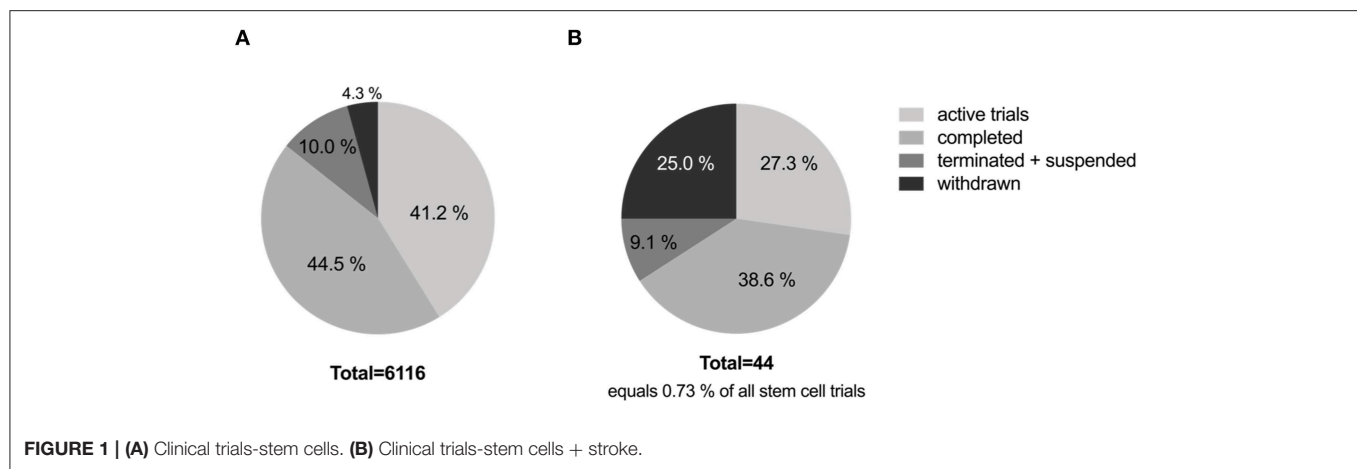 A
4.3 %
10.0 %
41.2 %
44.5 %
Total=6116
B
25.0 %
27.3 %
9.1 %
38.6 %
Total=44
equals 0.73 % of all stem cell trials
active trials
completed
terminated + suspended
withdrawn
FIGURE 1 | (A) Clinical trials-stem cells. (B) Clinical trials-stem cells + stroke.